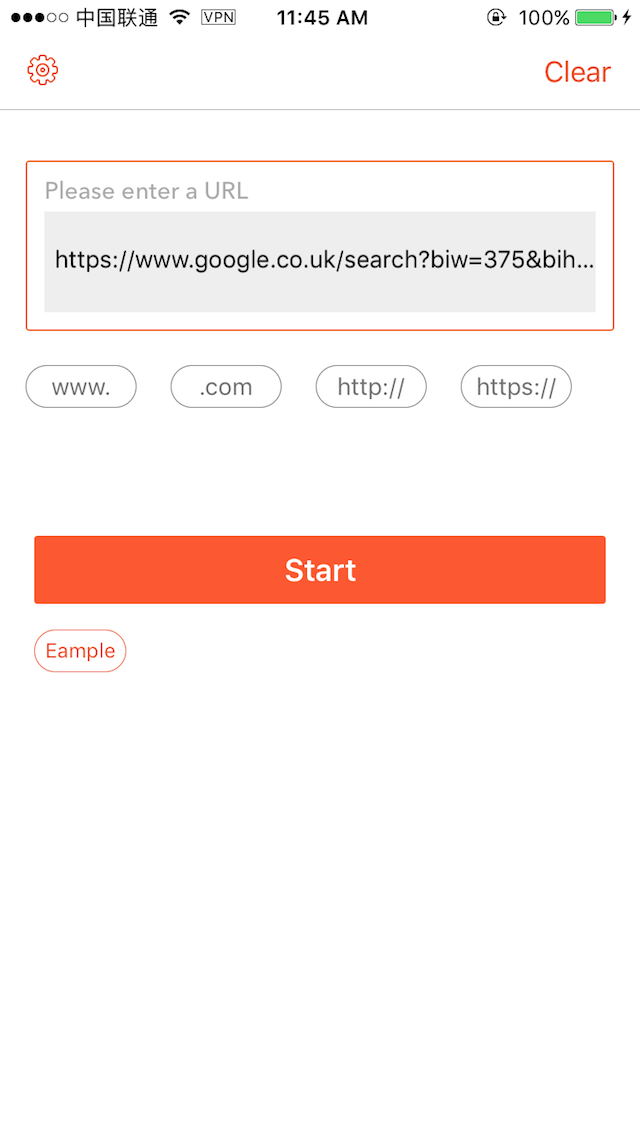 中国联通 VPN 11:45 AM 100%
Clear
Please enter a URL
https://www.google.co.uk/search?biw=375&bih...
www. .com http:// https://
Start
Eample